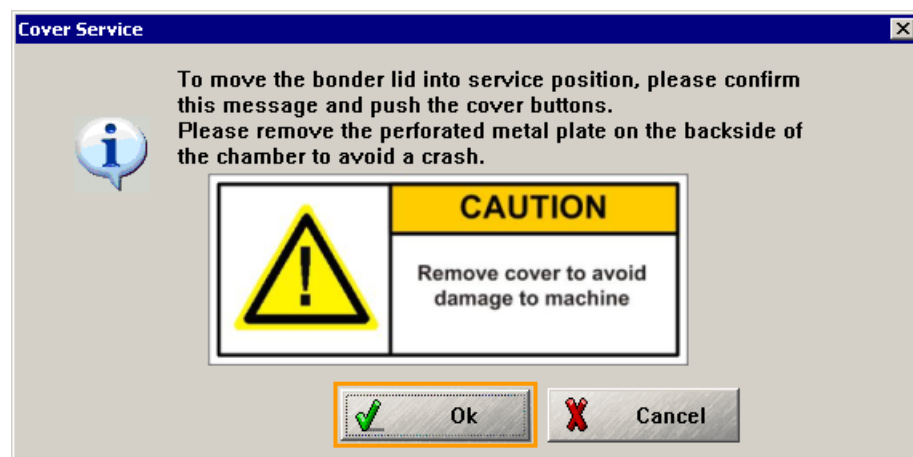 Cover Service
To move the bonder lid into service position, please confirm
this message and push the cover buttons.
Please remove the perforated metal plate on the backside of
the chamber to avoid a crash.
CAUTION
Remove cover to avoid
damage to machine
Ok
Cancel